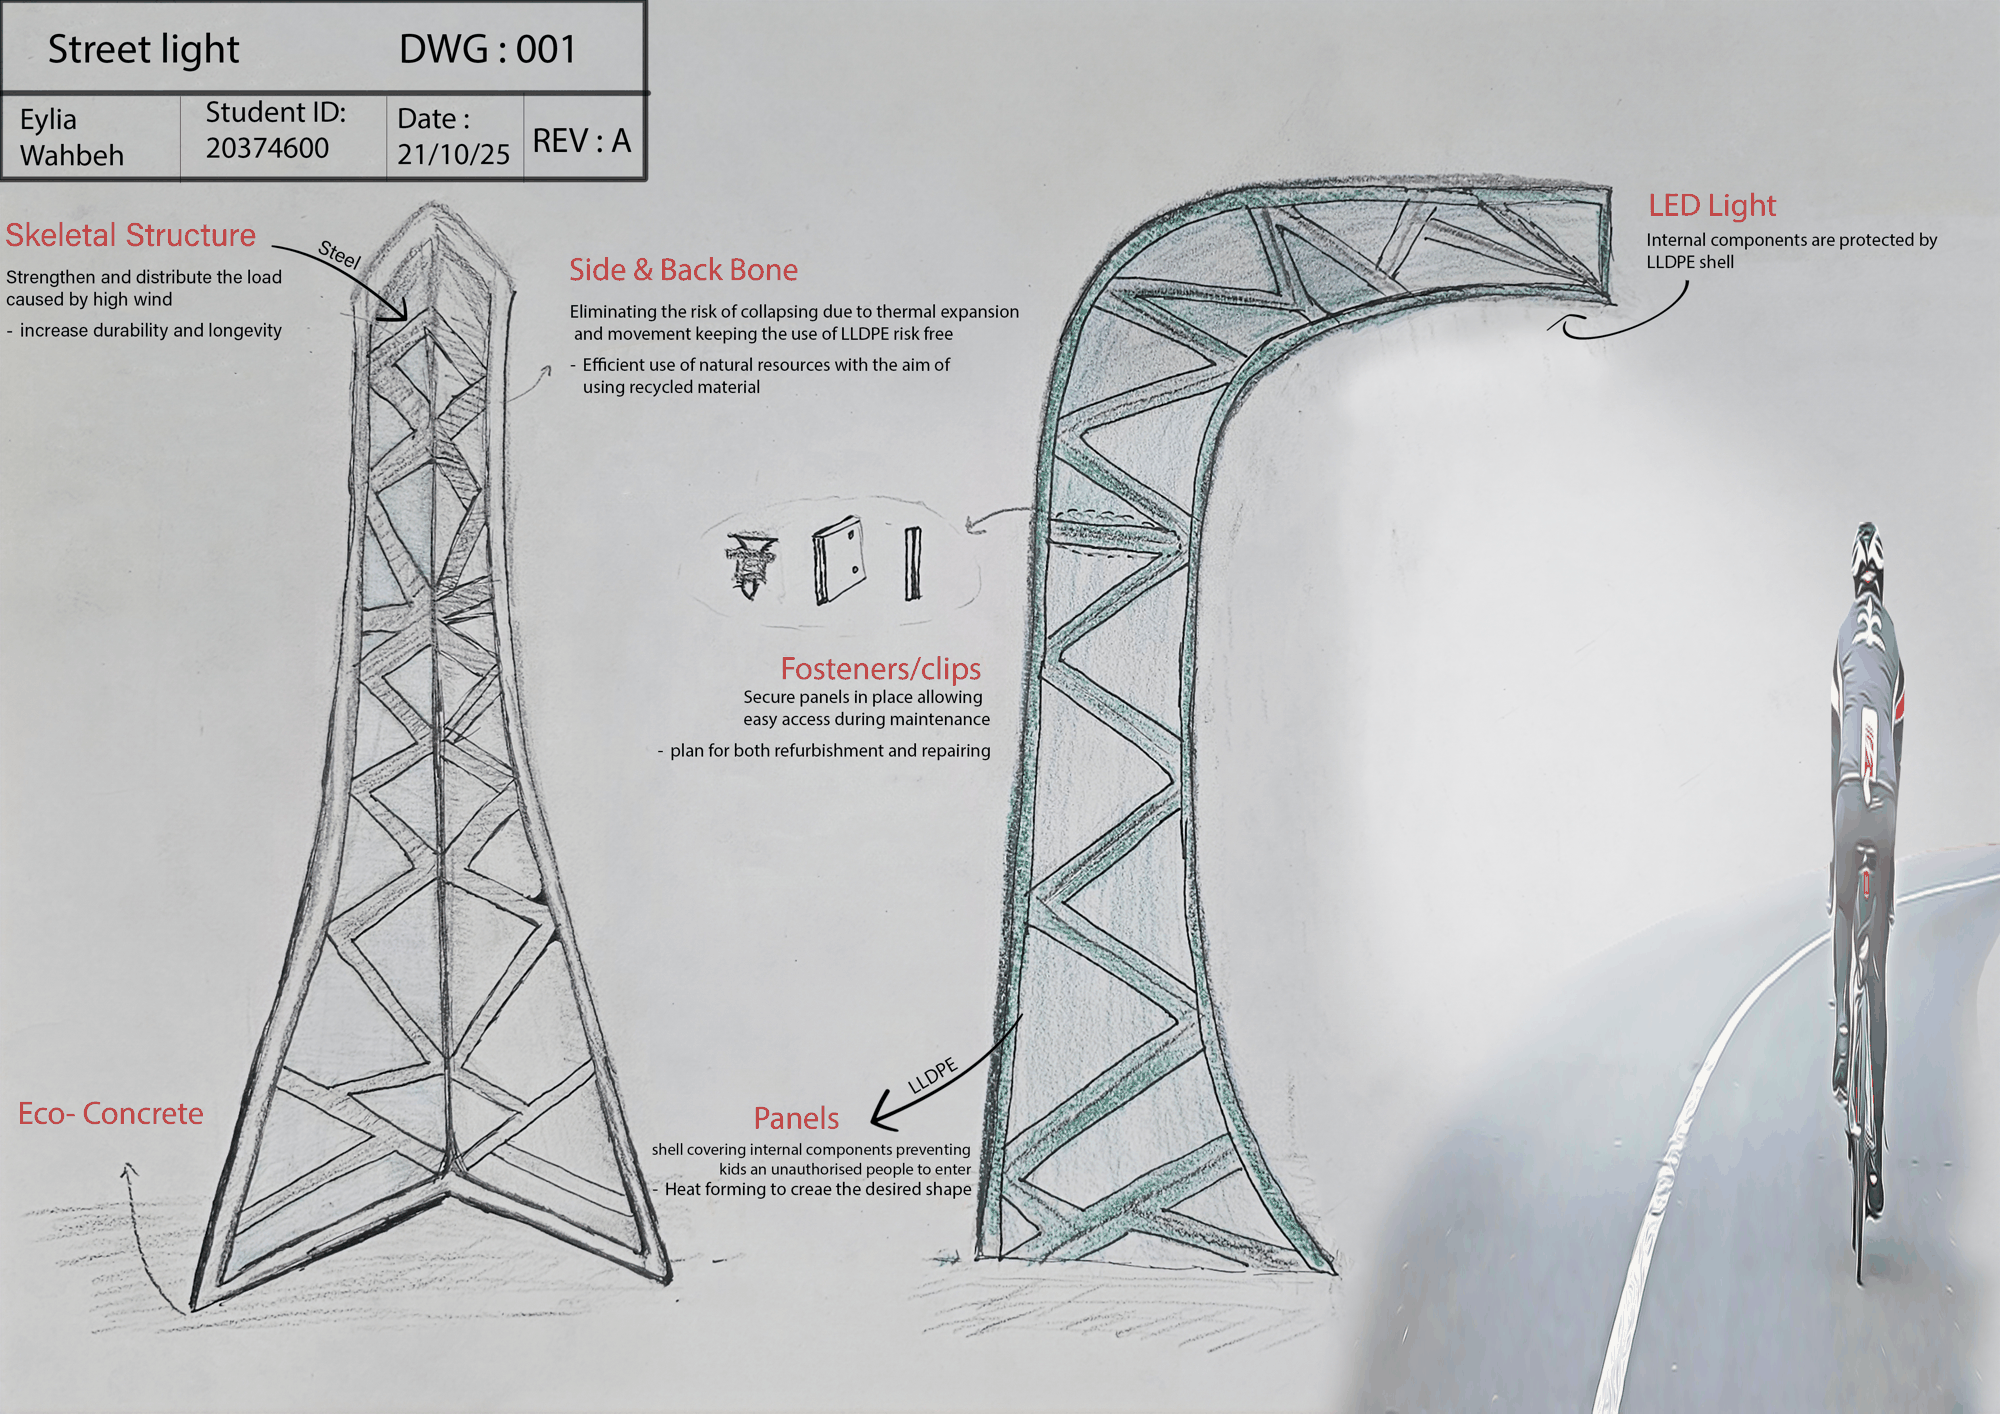 Street light
DWG : 001
Eylia
Wahbeh
Student ID:
20374600
Date :
21/10/25
REV : A
Skeletal Structure
Steel
Strengthen and distribute the load
caused by high wind
- increase durability and longevity
Side & Back Bone
Eliminating the risk of collapsing due to thermal expansion
and movement keeping the use of LLDPE risk free
- Efficient use of natural resources with the aim of
using recycled material
LED Light
Internal components are protected by
LLDPE shell
Fosteners/clips
Secure panels in place allowing
easy access during maintenance
- plan for both refurbishment and repairing
Eco- Concrete
LLDPE
Panels
shell covering internal components preventing
kids an unauthorised people to enter
- Heat forming to creae the desired shape